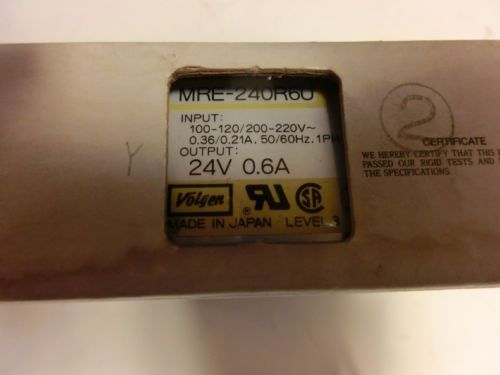 MRE-240R6U
INPUT:
100-120/200-220V~
0.36/0.21A. 50/60Hz. 1PH
OUTPUT:
24V 0.6A
Volgen
® SA
MADE IN JAPAN LEVEL 3
Y
2
CERTIFICATE
WE HEREBY CERTIFY THAT THIS
PASSED OUR RIGID TESTS AND
THE SPECIFICATIONS.